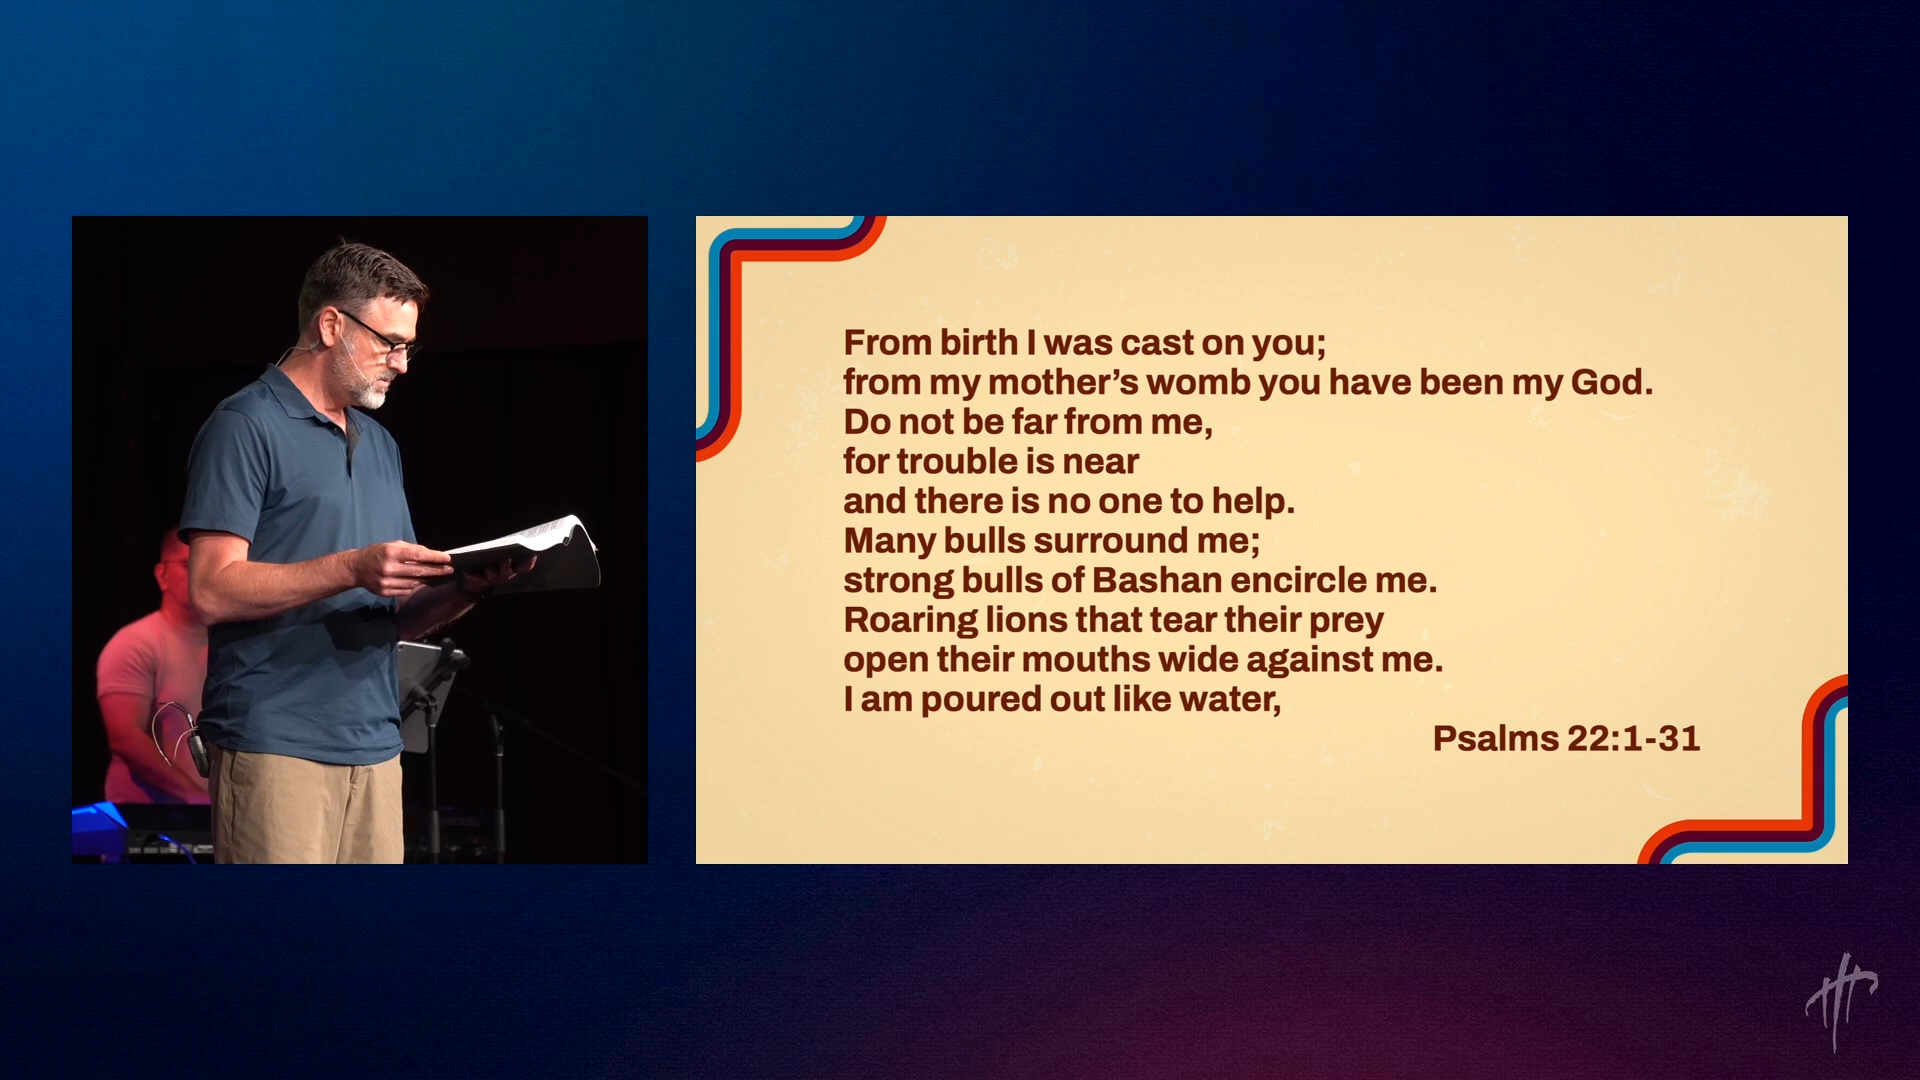 From birth I was cast on you;
from my mother’s womb you have been my God.
Do not be far from me,
for trouble is near
and there is no one to help.
Many bulls surround me;
strong bulls of Bashan encircle me.
Roaring lions that tear their prey
open their mouths wide against me.
I am poured out like water,
Psalms 22:1-31